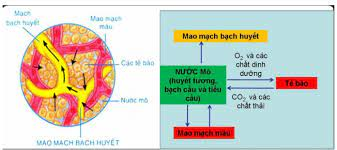 Mạch
bạch huyết
Mao mạch
máu
Các tế bào
Nước mô
MAO MẠCH BẠCH HUYẾT
Mao mạch bạch huyết
O2 và các
chất dinh
dưỡng
NƯỚC MÔ
(huyết tương,
bạch cầu và tiểu
cầu)
Tế bào
CO2 và các
chất thải
Mao mạch máu